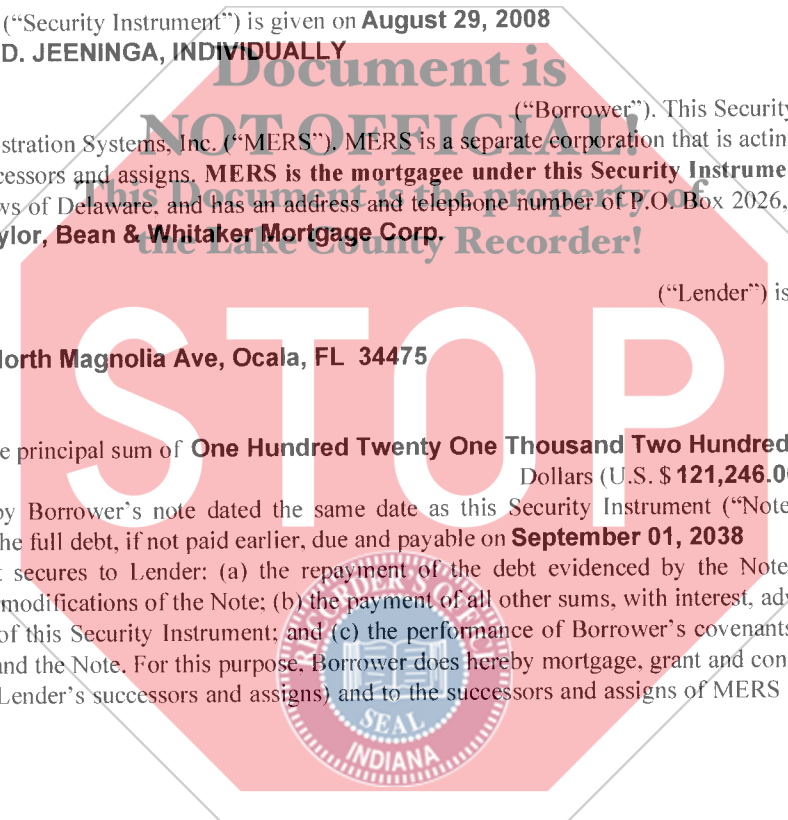 (“Security Instrument”) is given on August 29, 2008
D. JEENINGA, INDIVIDUALLY
Document is
(“Borrower”). This Security
NOT OFFICIAL!
stration Systems, Inc. (“MERS”). MERS is a separate corporation that is actin
cessors and assigns. MERS is the mortgagee under this Security Instrume
This Document is the property of
ws of Delaware, and has an address and telephone number of P.O. Box 2026,
ylor, Bean & Whitaker Mortgage Corp.
the Lake County Recorder!
(“Lender”) is
STOP
North Magnolia Ave, Ocala, FL 34475
e principal sum of One Hundred Twenty One Thousand Two Hundred
Dollars (U.S. $ 121,246.0
by Borrower’s note dated the same date as this Security Instrument (“Note
he full debt, if not paid earlier, due and payable on September 01, 2038
t secures to Lender: (a) the repayment of the debt evidenced by the Note
modifications of the Note; (b) the payment of all other sums, with interest, adv
of this Security Instrument; and (c) the performance of Borrower’s covenants
and the Note. For this purpose, Borrower does hereby mortgage, grant and con
Lender’s successors and assigns) and to the successors and assigns of MERS
RECORDER'S OFFIC
SEAL
INDIANA